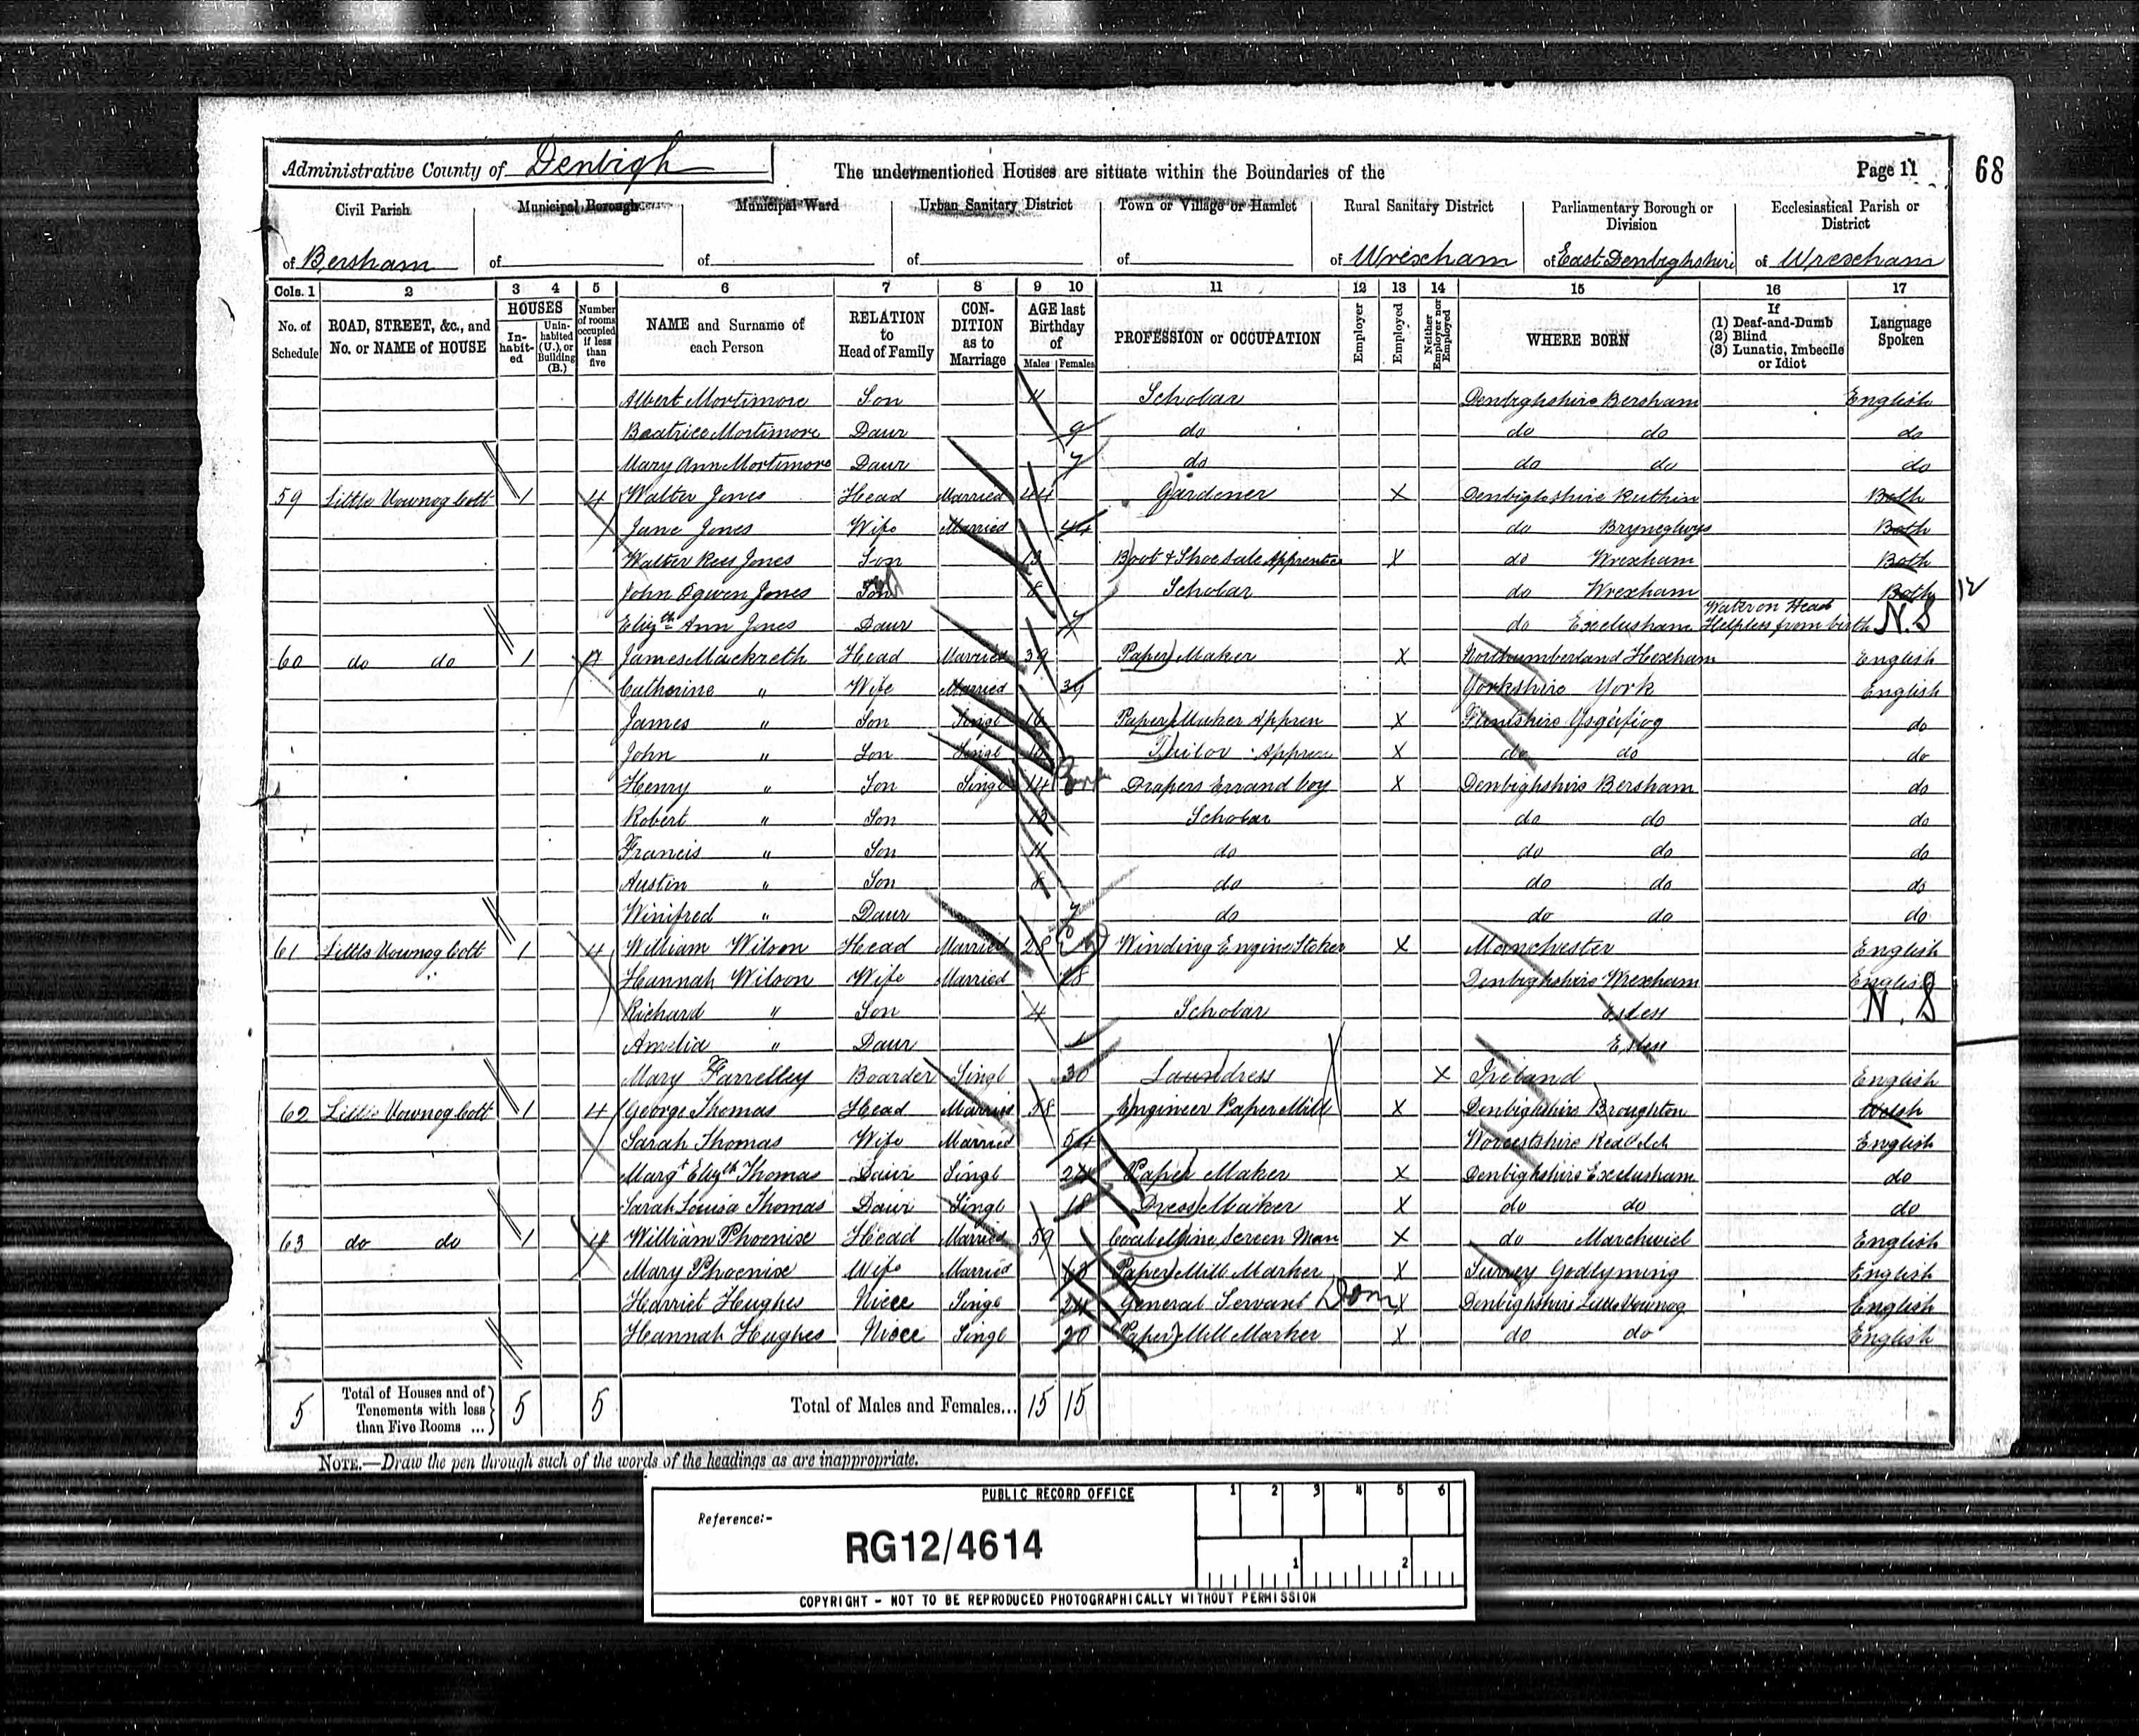 Administrative County of Denbigh The undermentioned Houses are situate within the Boundaries of the Page 11 68
Civil Parish Municipal Borough Municipal Ward Urban Sanitary District Town or Village or Hamlet Rural Sanitary District Parliamentary Borough or Division Ecclesiastical Parish or District
of Bersham of of of of of Wrexham of East Denbighshire of Wrexham
Cols. 1 2 3 4 5 6 7 8 9 10 11 12 13 14 15 16 17
No. of Schedule ROAD, STREET, &c., and No. or NAME of HOUSE HOUSES Inhabited Uninhabited (U.), or Building (B.) Number of rooms occupied if less than five NAME and Surname of each Person RELATION to Head of Family CONDITION as to Marriage AGE last Birthday of Males Females PROFESSION or OCCUPATION Employer Employed Neither Employer nor Employed WHERE BORN If (1) Deaf-and-Dumb (2) Blind (3) Lunatic, Imbecile or Idiot Language Spoken
Albert Mortimore Son 11 Scholar Denbighshire Bersham English
Beatrice Mortimore Daur 9 do do do do
Mary Ann Mortimore Daur 7 do do do do
59 Little Vownog Cott 1 4 Walter Jones Head Married 44 Gardener X Denbighshire Ruthin Both
Jane Jones Wife Married 44 do Bryneglwys Both
Walter Rees Jones Son 13 Boot & Shoe Sale Apprentice X do Wrexham Both
John Ogwen Jones Son 8 Scholar do Wrexham Both 12
Elizth Ann Jones Daur 7 do Esclusham Water on Head Helpless from birth N.S
60 do do 1 James Mackreth Head Married 39 Paper Maker X Northumberland Hexham English
Catherine " Wife Married 39 Yorkshire York English
James " Son Singl 16 Paper Maker Appren X Flintshire Ysgeifiog do
John " Son Singl Tailor Appren X do do do
Henry " Son Singl 14 Drapers Errand boy X Denbighshire Bersham do
Robert " Son 13 Scholar do do do
Francis " Son 11 do do do do
Austin " Son 8 do do do do
Winifred " Daur 7 do do do do
61 Little Vownog Cott 1 4 William Wilson Head Married 28 Winding Engine Stoker X Manchester English
Hannah Wilson Wife Married 28 Denbighshire Wrexham English
Richard " Son 4 Scholar Esless N.S
Amelia " Daur 1 Esless
Mary Farrelley Boarder Singl 30 Laundress X Ireland English
62 Little Vownog Cott 1 4 George Thomas Head Married 58 Engineer Paper Mill X Denbighshire Broughton Welsh
Sarah Thomas Wife Married 54 Worcestshire Redditch English
Margt Elizth Thomas Daur Singl 24 Paper Maker X Denbighshire Esclusham do
Sarah Louisa Thomas Daur Singl 18 Dress Maker X do do do
63 do do 1 4 William Phoenix Head Married 59 Coal Mine Screen Man X do Marchwiel English
Mary Phoenix Wife Married Paper Mill Marker X Surrey Godlyming English
Harriet Hughes Niece Singl 24 General Servant Dom X Denbighshire Little Vownog English
Hannah Hughes Niece Singl 20 Paper Mill Marker X do do English
5 Total of Houses and of Tenements with less than Five Rooms ... 5 5 Total of Males and Females... 15 15
NOTE.—Draw the pen through such of the words of the headings as are inappropriate.
PUBLIC RECORD OFFICE 1 2 3 4 5 6
Reference:-
RG12/4614
1 2
COPYRIGHT - NOT TO BE REPRODUCED PHOTOGRAPHICALLY WITHOUT PERMISSION